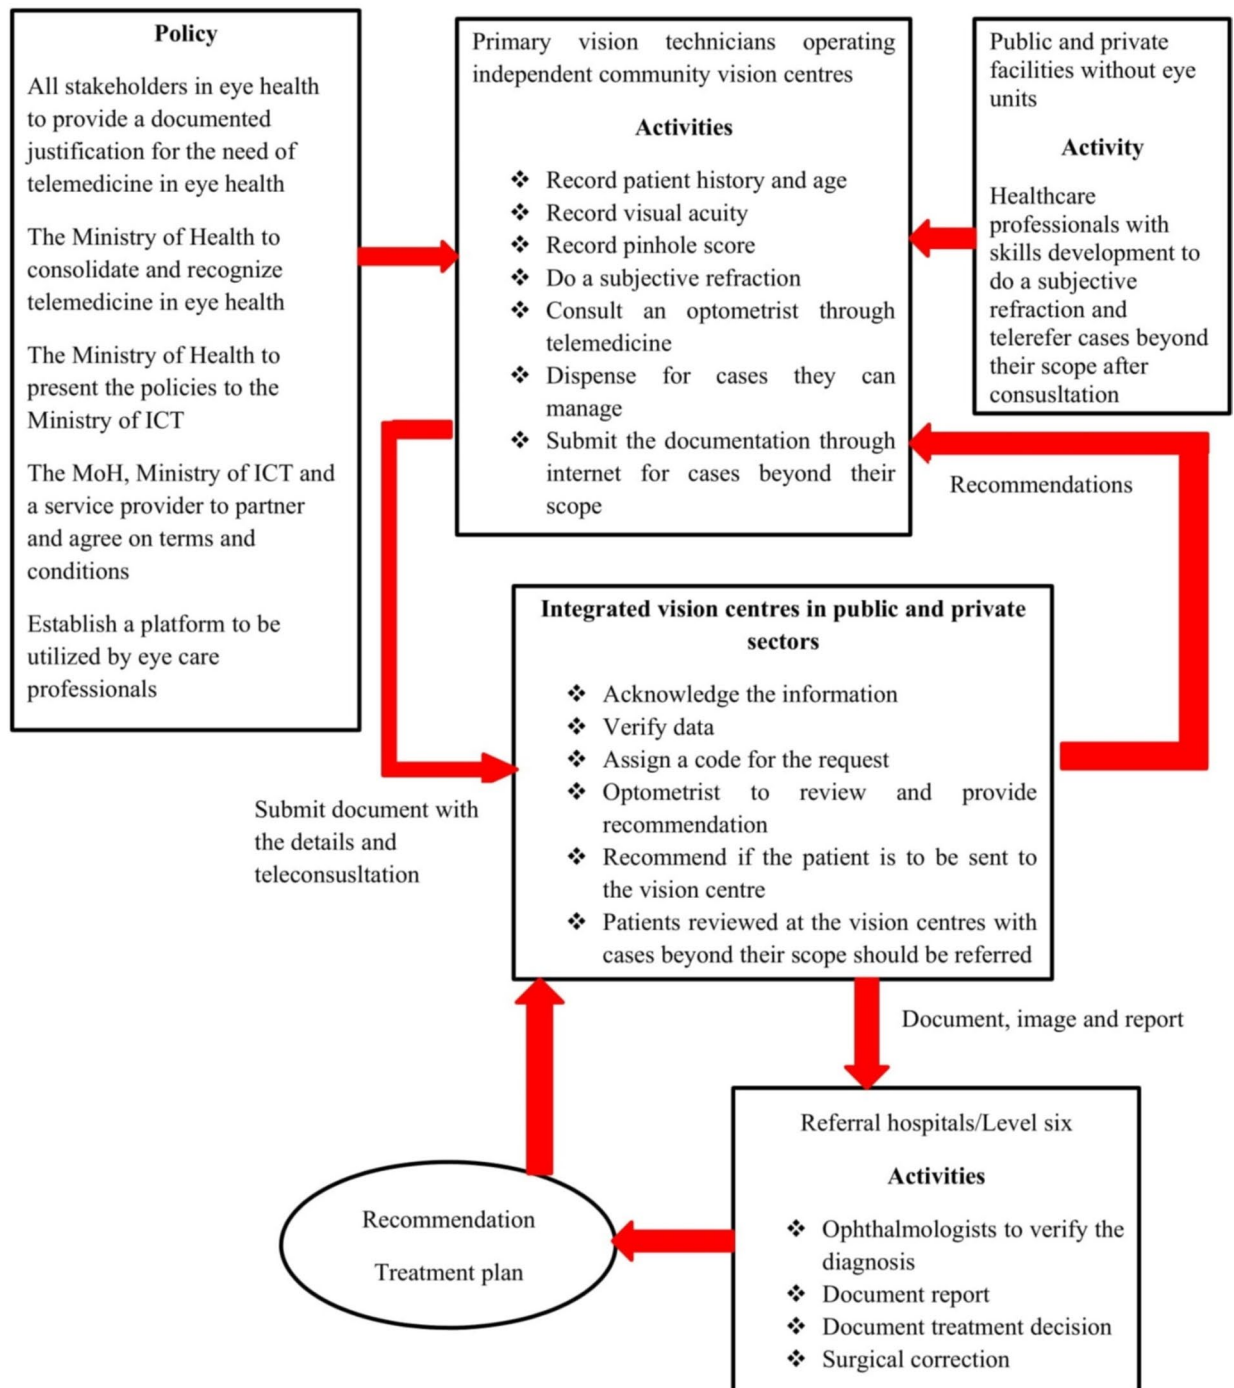 Policy
All stakeholders in eye health
to provide a documented
justification for the need of
telemedicine in eye health
The Ministry of Health to
consolidate and recognize
telemedicine in eye health
The Ministry of Health to
present the policies to the
Ministry of ICT
The MoH, Ministry of ICT and
a service provider to partner
and agree on terms and
conditions
Establish a platform to be
utilized by eye care
professionals
Primary vision technicians operating
independent community vision centres
Activities
❖ Record patient history and age
❖ Record visual acuity
❖ Record pinhole score
❖ Do a subjective refraction
❖ Consult an optometrist through
telemedicine
❖ Dispense for cases they can
manage
❖ Submit the documentation through
internet for cases beyond their
scope
Public and private
facilities without eye
units
Activity
Healthcare
professionals with
skills development to
do a subjective
refraction and
telerefer cases beyond
their scope after
consusltation
Recommendations
Submit document with
the details and
teleconsusltation
Integrated vision centres in public and private
sectors
❖ Acknowledge the information
❖ Verify data
❖ Assign a code for the request
❖ Optometrist to review and provide
recommendation
❖ Recommend if the patient is to be sent to
the vision centre
❖ Patients reviewed at the vision centres with
cases beyond their scope should be referred
Document, image and report
Referral hospitals/Level six
Activities
❖ Ophthalmologists to verify the
diagnosis
❖ Document report
❖ Document treatment decision
❖ Surgical correction
Recommendation
Treatment plan